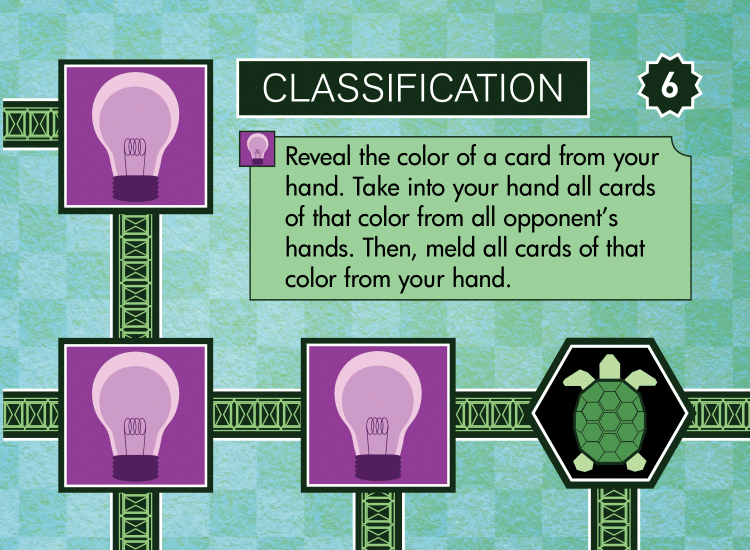 CLASSIFICATION
6
Reveal the color of a card from your
hand. Take into your hand all cards
of that color from all opponent's
hands. Then, meld all cards of that
color from your hand.